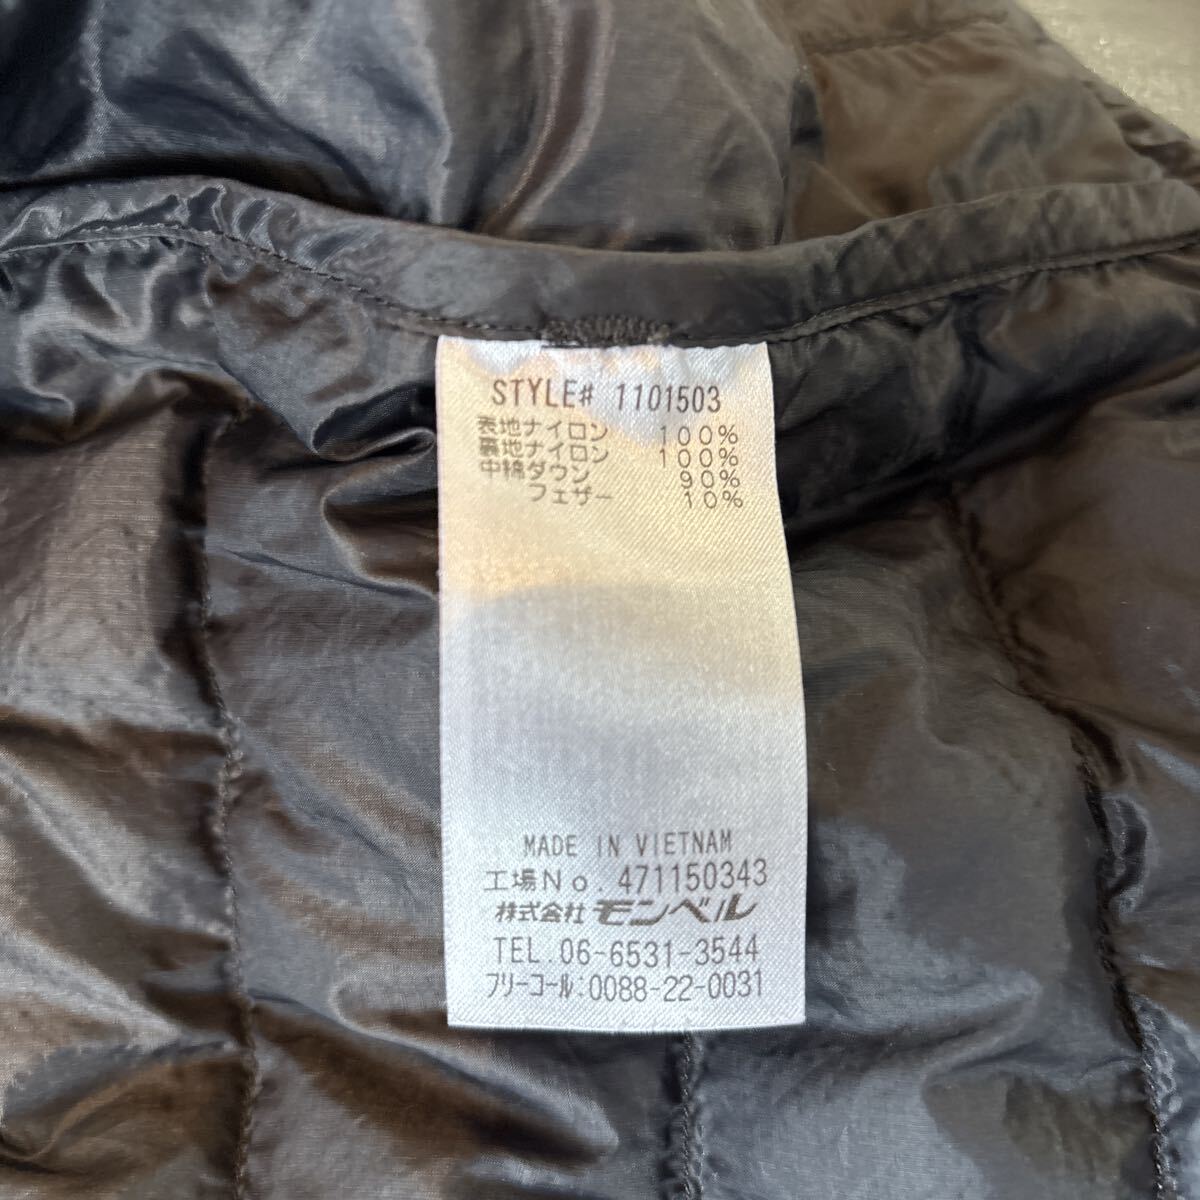 STYLE# 1101503
表地ナイロン 100%
裏地ナイロン 100%
中綿ダウン 90%
フェザー 10%
MADE IN VIETNAM
工場No. 471150343
株式会社モンベル
TEL.06-6531-3544
フリーコール:0088-22-0031